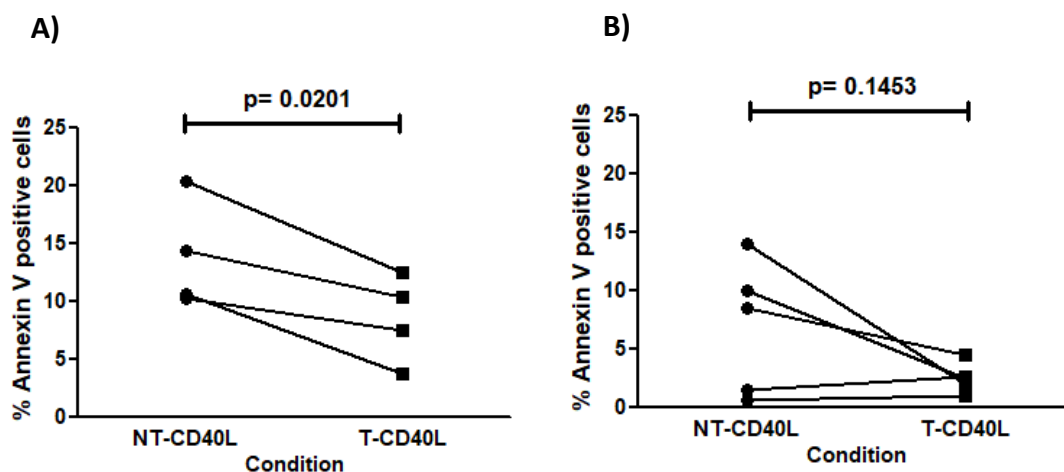 A)
p= 0.0201
% Annexin V positive cells
25
20
15
10
5
0
NT-CD40L T-CD40L
Condition
B)
p= 0.1453
% Annexin V positive cells
25
20
15
10
5
0
NT-CD40L T-CD40L
Condition